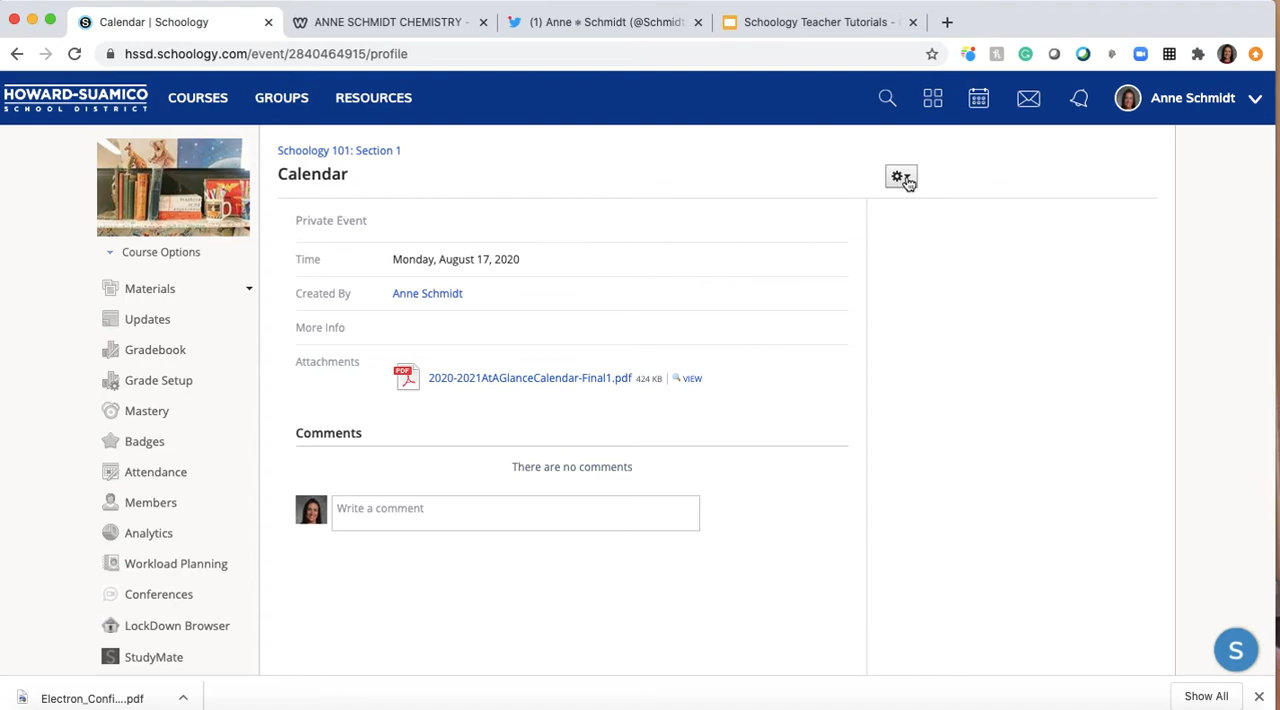 Calendar | Schoology
ANNE SCHMIDT CHEMISTRY -
(1) Anne ⚛ Schmidt (@Schmidt
Schoology Teacher Tutorials -
hssd.schoology.com/event/2840464915/profile
HOWARD-SUAMICO
SCHOOL DISTRICT
COURSES
GROUPS
RESOURCES
Anne Schmidt
Schoology 101: Section 1
Calendar
Course Options
Materials
Updates
Gradebook
Grade Setup
Mastery
Badges
Attendance
Members
Analytics
Workload Planning
Conferences
LockDown Browser
StudyMate
Private Event
Time Monday, August 17, 2020
Created By Anne Schmidt
More Info
Attachments
PDF 2020-2021AtAGlanceCalendar-Final1.pdf 424 KB | VIEW
Comments
There are no comments
Write a comment
S
Electron_Confi....pdf
Show All